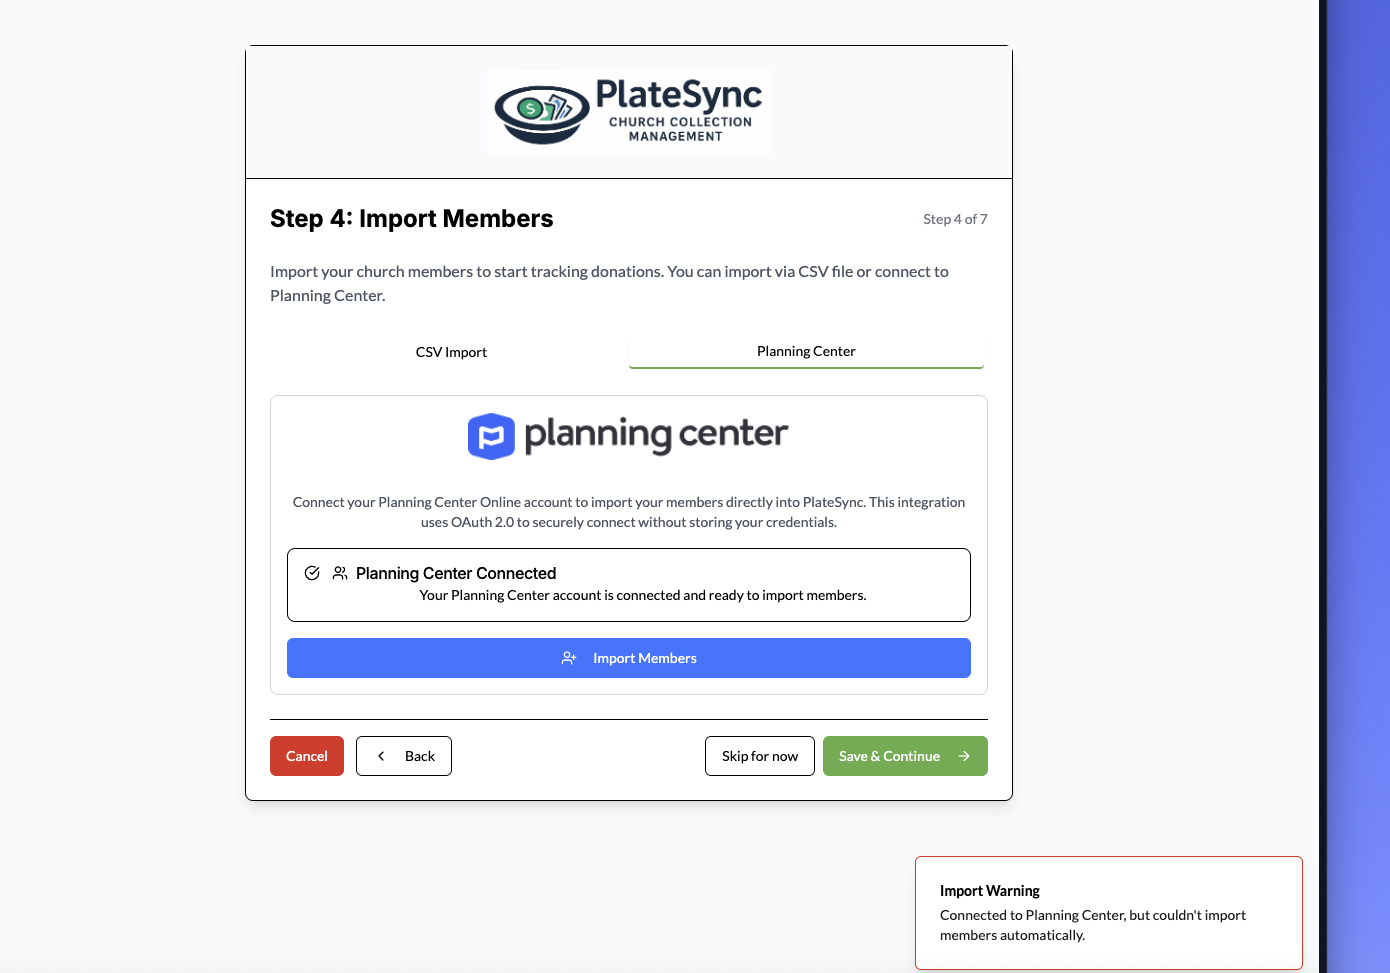 PlateSync
CHURCH COLLECTION
MANAGEMENT
Step 4: Import Members
Step 4 of 7
Import your church members to start tracking donations. You can import via CSV file or connect to
Planning Center.
CSV Import
Planning Center
planning center
Connect your Planning Center Online account to import your members directly into PlateSync. This integration
uses OAuth 2.0 to securely connect without storing your credentials.
Planning Center Connected
Your Planning Center account is connected and ready to import members.
Import Members
Cancel
Back
Skip for now
Save & Continue
Import Warning
Connected to Planning Center, but couldn't import
members automatically.